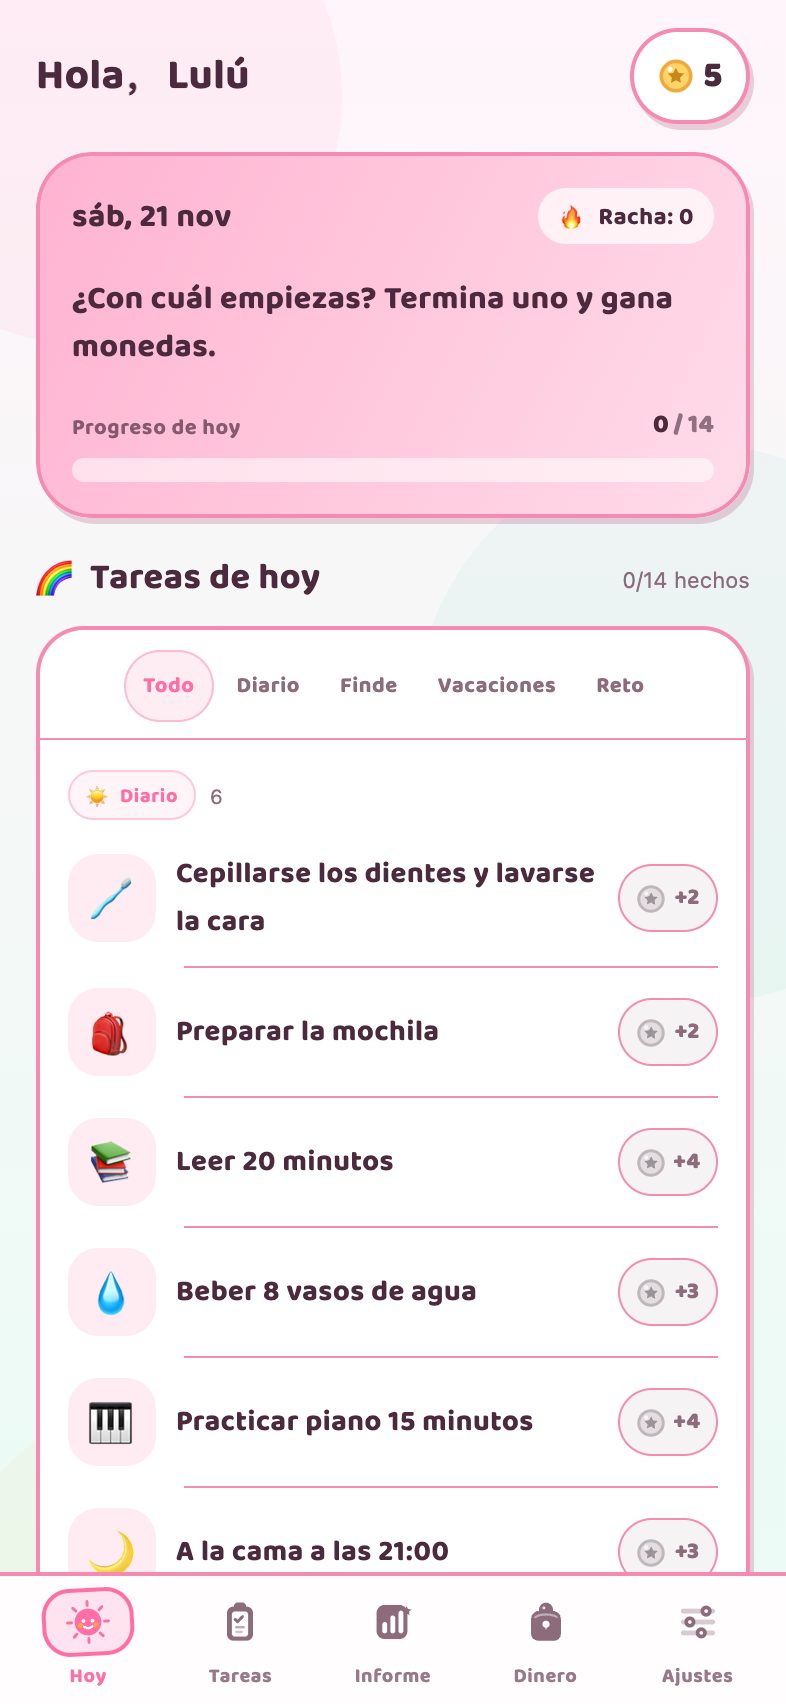 Hola, Lulú
5
sáb, 21 nov
Racha: 0
¿Con cuál empiezas? Termina uno y gana
monedas.
Progreso de hoy
0 / 14
Tareas de hoy
0/14 hechos
Todo
Diario
Finde
Vacaciones
Reto
Diario
6
Cepillarse los dientes y lavarse
la cara
+2
Preparar la mochila
+2
Leer 20 minutos
+4
Beber 8 vasos de agua
+3
Practicar piano 15 minutos
+4
A la cama a las 21:00
+3
Hoy
Tareas
Informe
Dinero
Ajustes